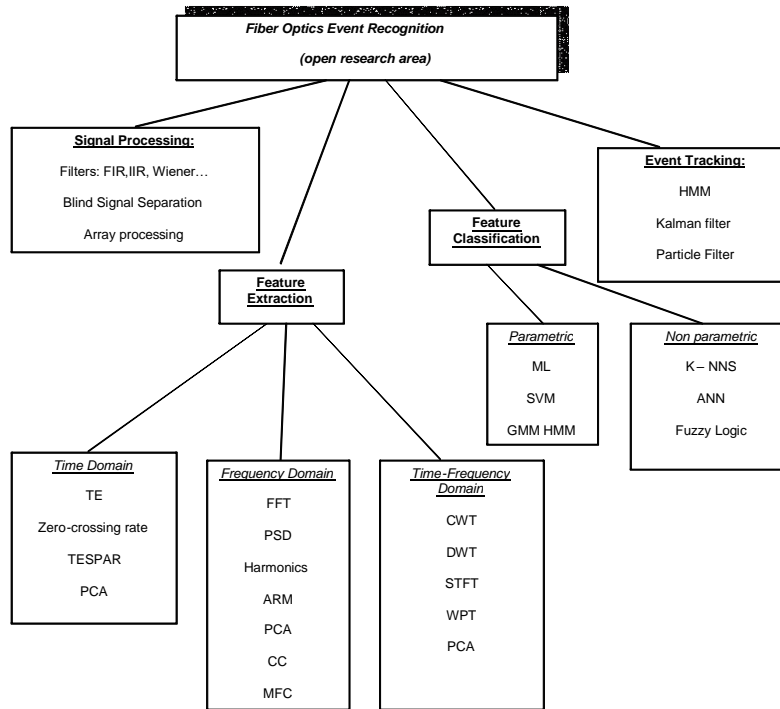 Fiber Optics Event Recognition
(open research area)
Signal Processing:
Filters: FIR,IIR, Wiener…
Blind Signal Separation
Array processing
Event Tracking:
HMM
Kalman filter
Particle Filter
Feature
Classification
Feature
Extraction
Parametric
ML
SVM
GMM HMM
Non parametric
K– NNS
ANN
Fuzzy Logic
Time Domain
TE
Zero-crossing rate
TESPAR
PCA
Frequency Domain
FFT
PSD
Harmonics
ARM
PCA
CC
MFC
Time-Frequency
Domain
CWT
DWT
STFT
WPT
PCA